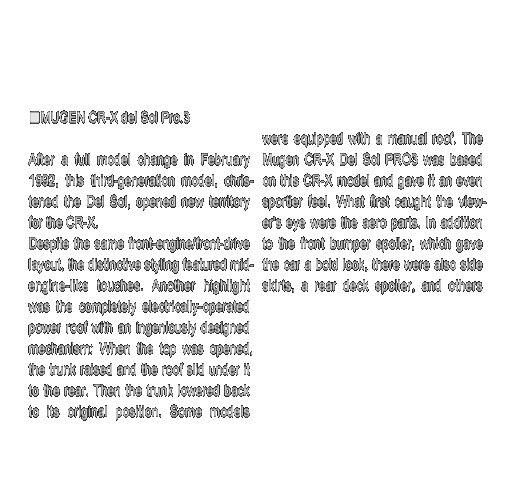 ■MUGEN CR-X del Sol Pro.3
After a full model change in February
1992, this third-generation model, chris-
tened the Del Sol, opened new territory
for the CR-X.
Despite the same front-engine/front-drive
layout, the distinctive styling featured mid-
engine-like touches. Another highlight
was the completely electrically-operated
power roof with an ingeniously designed
mechanism: When the top was opened,
the trunk raised and the roof slid under it
to the rear. Then the trunk lowered back
to its original position. Some models
were equipped with a manual roof. The
Mugen CR-X Del Sol PRO3 was based
on this CR-X model and gave it an even
sportier feel. What first caught the view-
er's eye were the aero parts. In addition
to the front bumper spoiler, which gave
the car a bold look, there were also side
skirts, a rear deck spoiler, and others